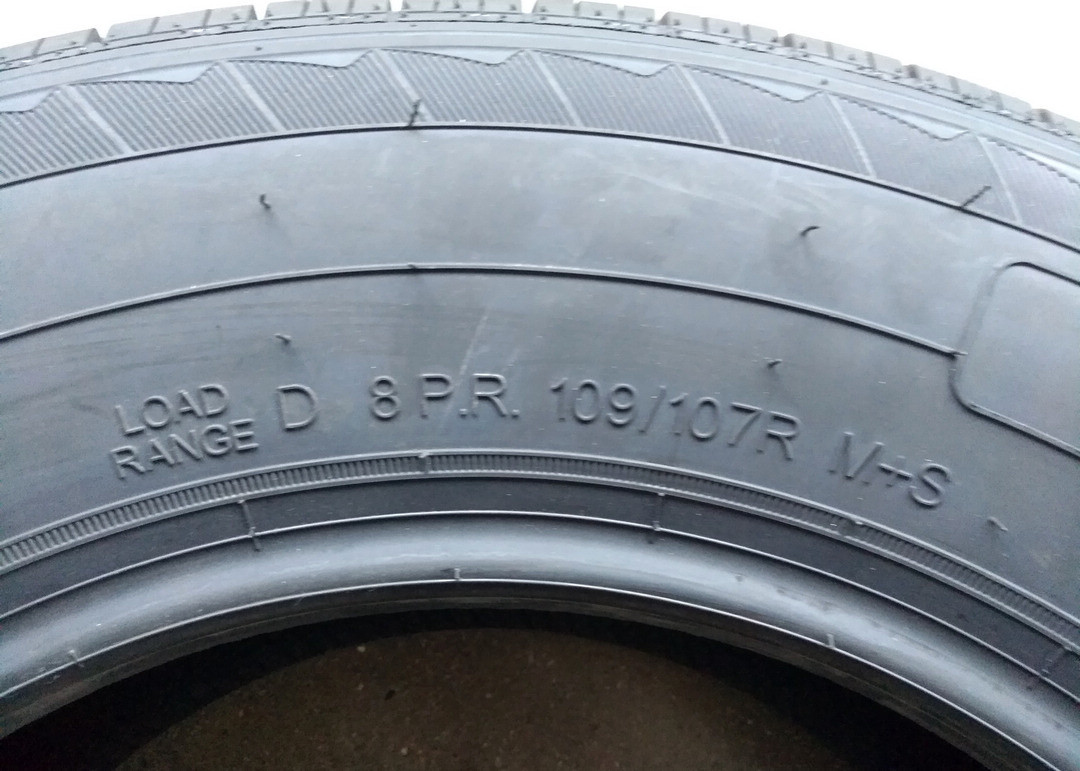 LOAD
RANGE D 8 P.R. 109/107R M+S